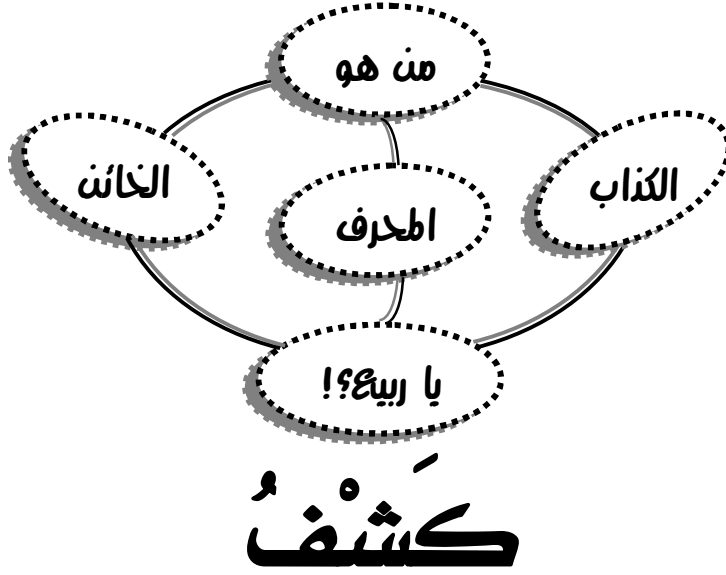 من هو
الكذاب
المحرف
الخائن
يا ربيع؟!
كَشْفُ